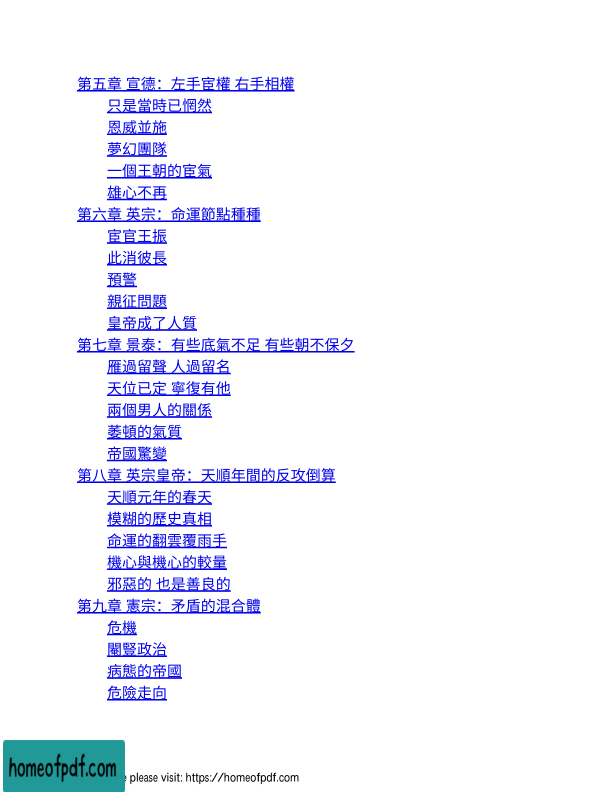 第五章 宣德：左手宦權 右手相權
只是當時已惘然
恩威並施
夢幻團隊
一個王朝的宦氣
雄心不再
第六章 英宗：命運節點種種
宦官王振
此消彼長
預警
親征問題
皇帝成了人質
第七章 景泰：有些底氣不足 有些朝不保夕
雁過留聲 人過留名
天位已定 寧復有他
兩個男人的關係
萎頓的氣質
帝國驚變
第八章 英宗皇帝：天順年間的反攻倒算
天順元年的春天
模糊的歷史真相
命運的翻雲覆雨手
機心與機心的較量
邪惡的 也是善良的
第九章 憲宗：矛盾的混合體
危機
閹豎政治
病態的帝國
危險走向
homeofpdf.com
please visit: https://homeofpdf.com